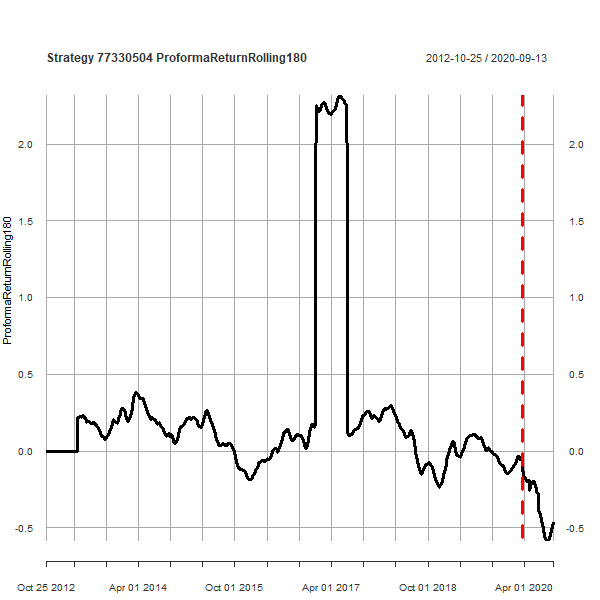 Strategy 77330504 ProformaReturnRolling180
2012-10-25 / 2020-09-13
ProformaReturnRolling180
2.0
2.0
1.5
1.5
1.0
1.0
0.5
0.5
0.0
0.0
-0.5
-0.5
Oct 25 2012
Apr 01 2014
Oct 01 2015
Apr 01 2017
Oct 01 2018
Apr 01 2020